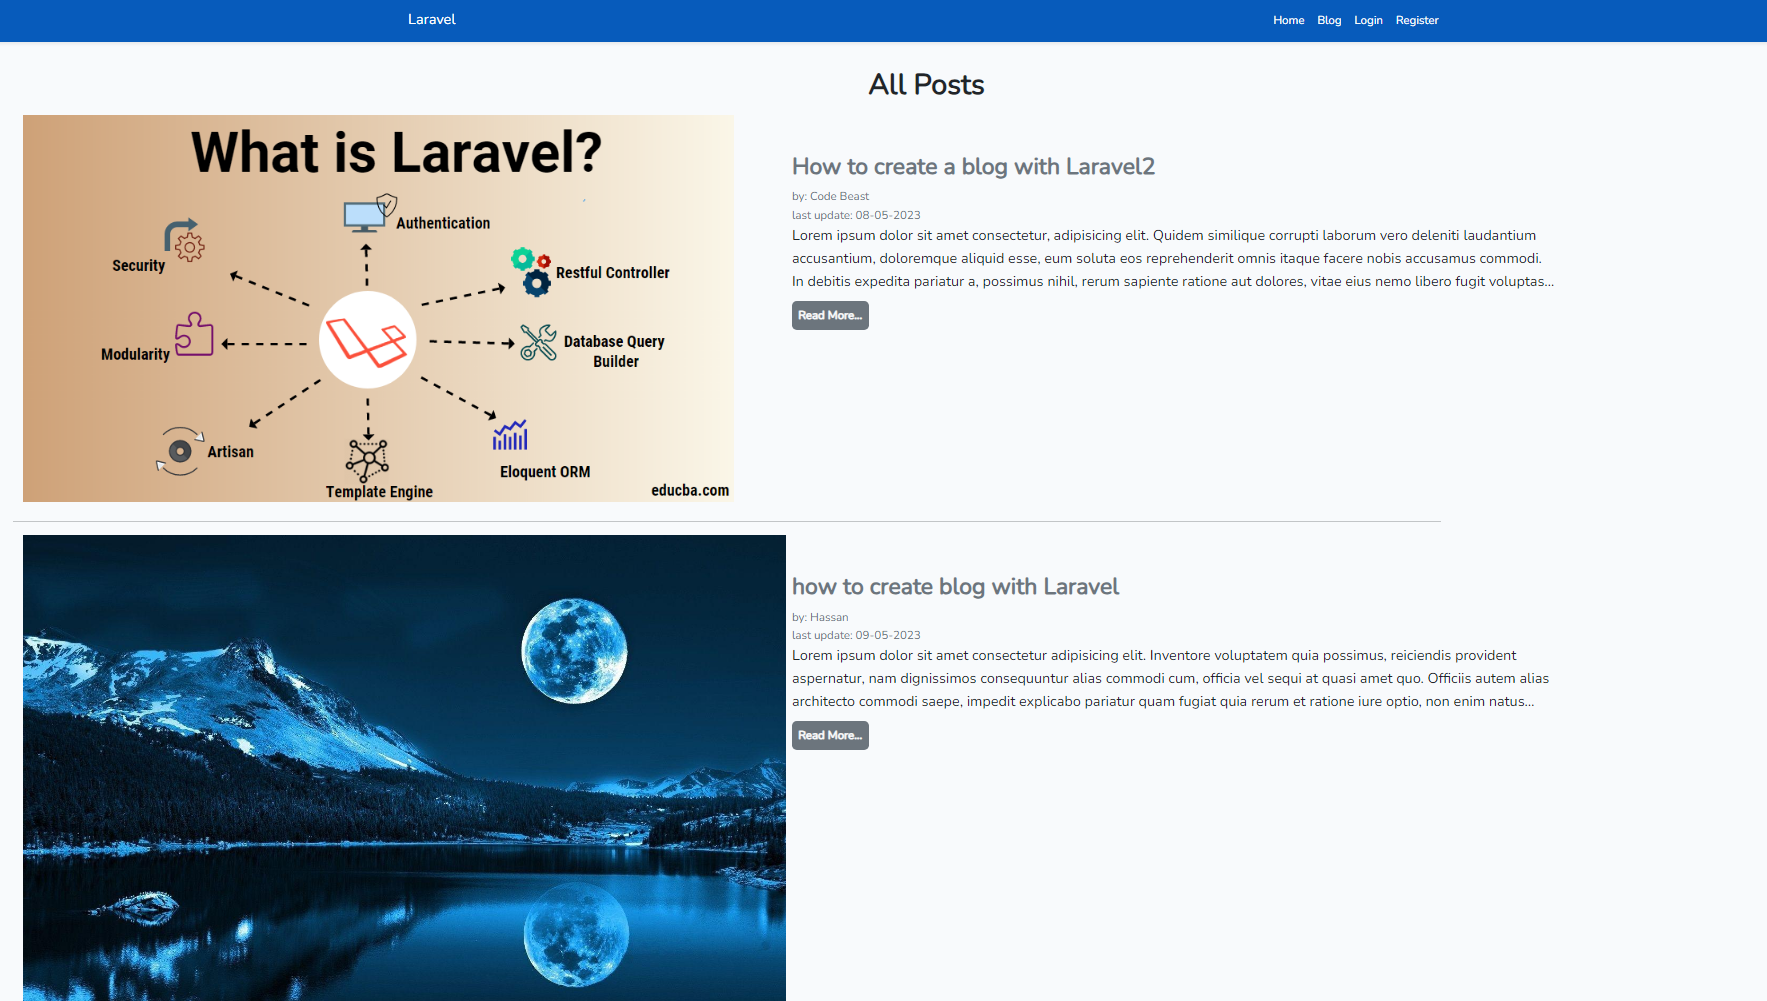 Laravel
Home Blog Login Register
All Posts
What is Laravel?
Authentication
Security
Restful Controller
Modularity
Database Query
Builder
Artisan
Eloquent ORM
Template Engine
educba.com
How to create a blog with Laravel2
by: Code Beast
last update: 08-05-2023
Lorem ipsum dolor sit amet consectetur, adipisicing elit. Quidem similique corrupti laborum vero deleniti laudantium
accusantium, doloremque aliquid esse, eum soluta eos reprehenderit omnis itaque facere nobis accusamus commodi.
In debitis expedita pariatur a, possimus nihil, rerum sapiente ratione aut dolores, vitae eius nemo libero fugit voluptas...
Read More...
how to create blog with Laravel
by: Hassan
last update: 09-05-2023
Lorem ipsum dolor sit amet consectetur adipisicing elit. Inventore voluptatem quia possimus, reiciendis provident
aspernatur, nam dignissimos consequuntur alias commodi cum, officia vel sequi at quasi amet quo. Officiis autem alias
architecto commodi saepe, impedit explicabo pariatur quam fugiat quia rerum et ratione iure optio, non enim natus...
Read More...